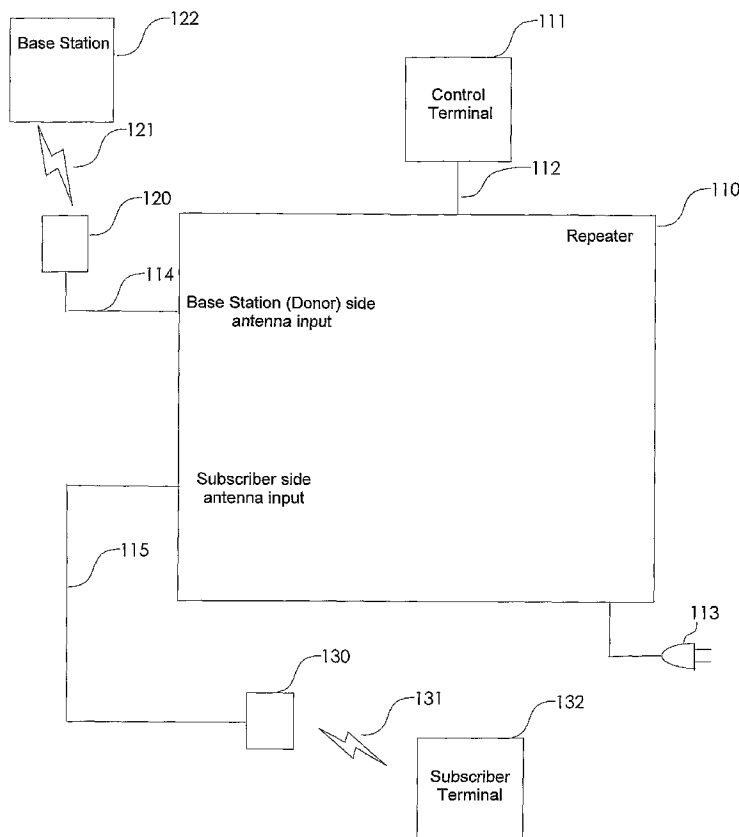 122
Base Station
111
Control
Terminal
121
112
120
110
Repeater
114
Base Station (Donor) side
antenna input
Subscriber side
antenna input
115
113
130
131
132
Subscriber
Terminal